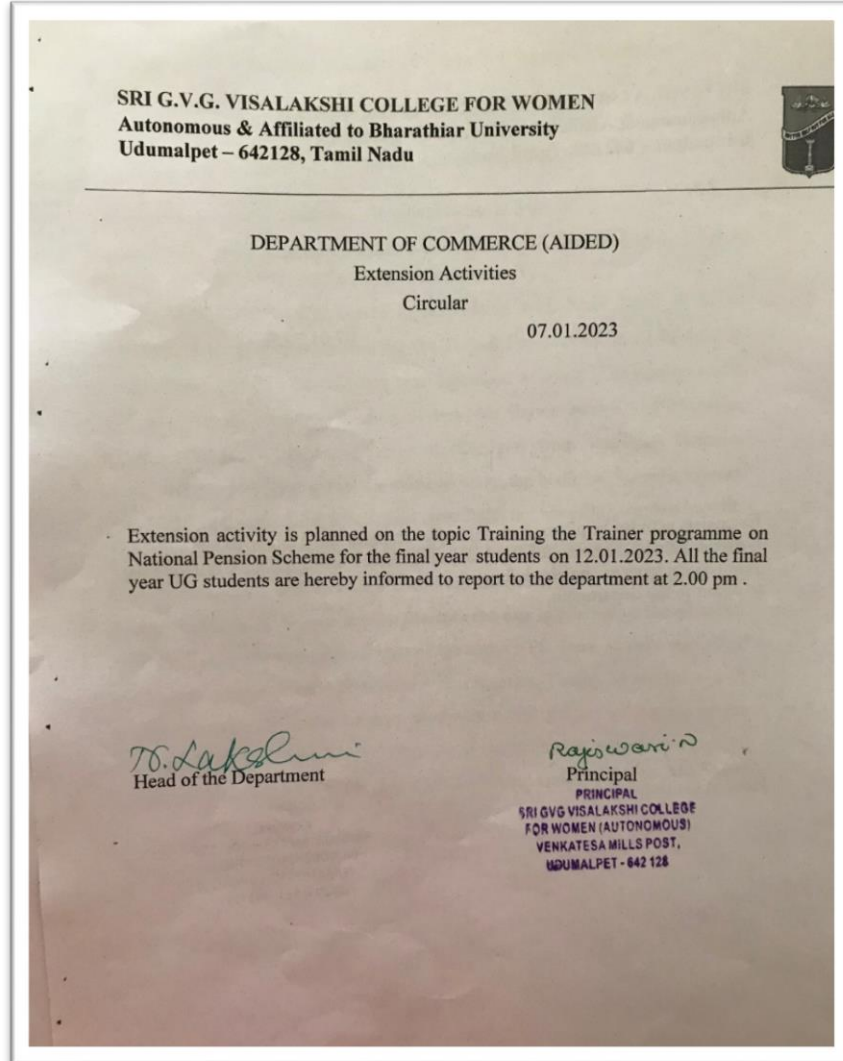 SRI G.V.G. VISALAKSHI COLLEGE FOR WOMEN
Autonomous & Affiliated to Bharathiar University
Udumalpet – 642128, Tamil Nadu
DEPARTMENT OF COMMERCE (AIDED)
Extension Activities
Circular
07.01.2023
Extension activity is planned on the topic Training the Trainer programme on
National Pension Scheme for the final year students on 12.01.2023. All the final
year UG students are hereby informed to report to the department at 2.00 pm .
N. Lakshmi
Head of the Department
Rajeswari N
Principal
PRINCIPAL
SRI GVG VISALAKSHI COLLEGE
FOR WOMEN (AUTONOMOUS)
VENKATESA MILLS POST,
UDUMALPET - 642 128